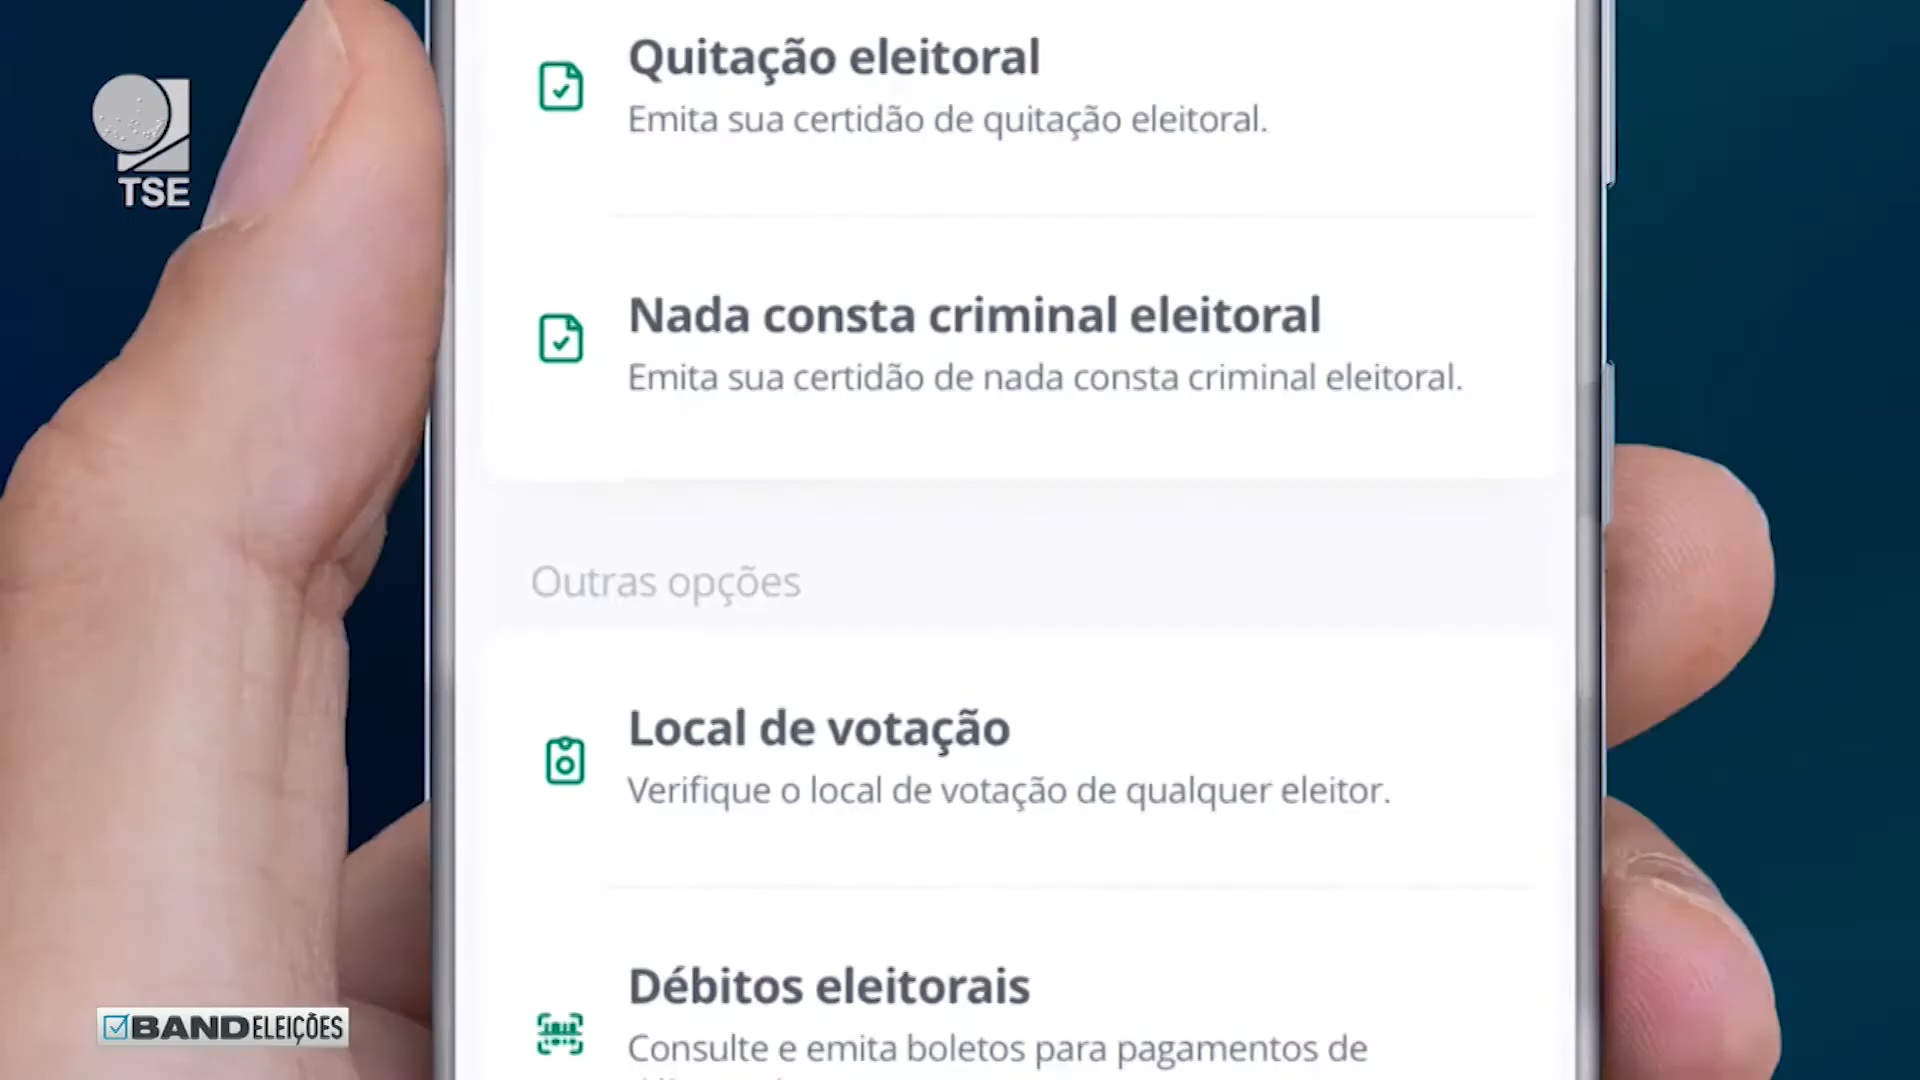 Quitação eleitoral
Emita sua certidão de quitação eleitoral.
TSE
Nada consta criminal eleitoral
Emita sua certidão de nada consta criminal eleitoral.
Outras opções
Local de votação
Verifique o local de votação de qualquer eleitor.
Débitos eleitorais
Consulte e emita boletos para pagamentos de
BANDELEIÇÕES